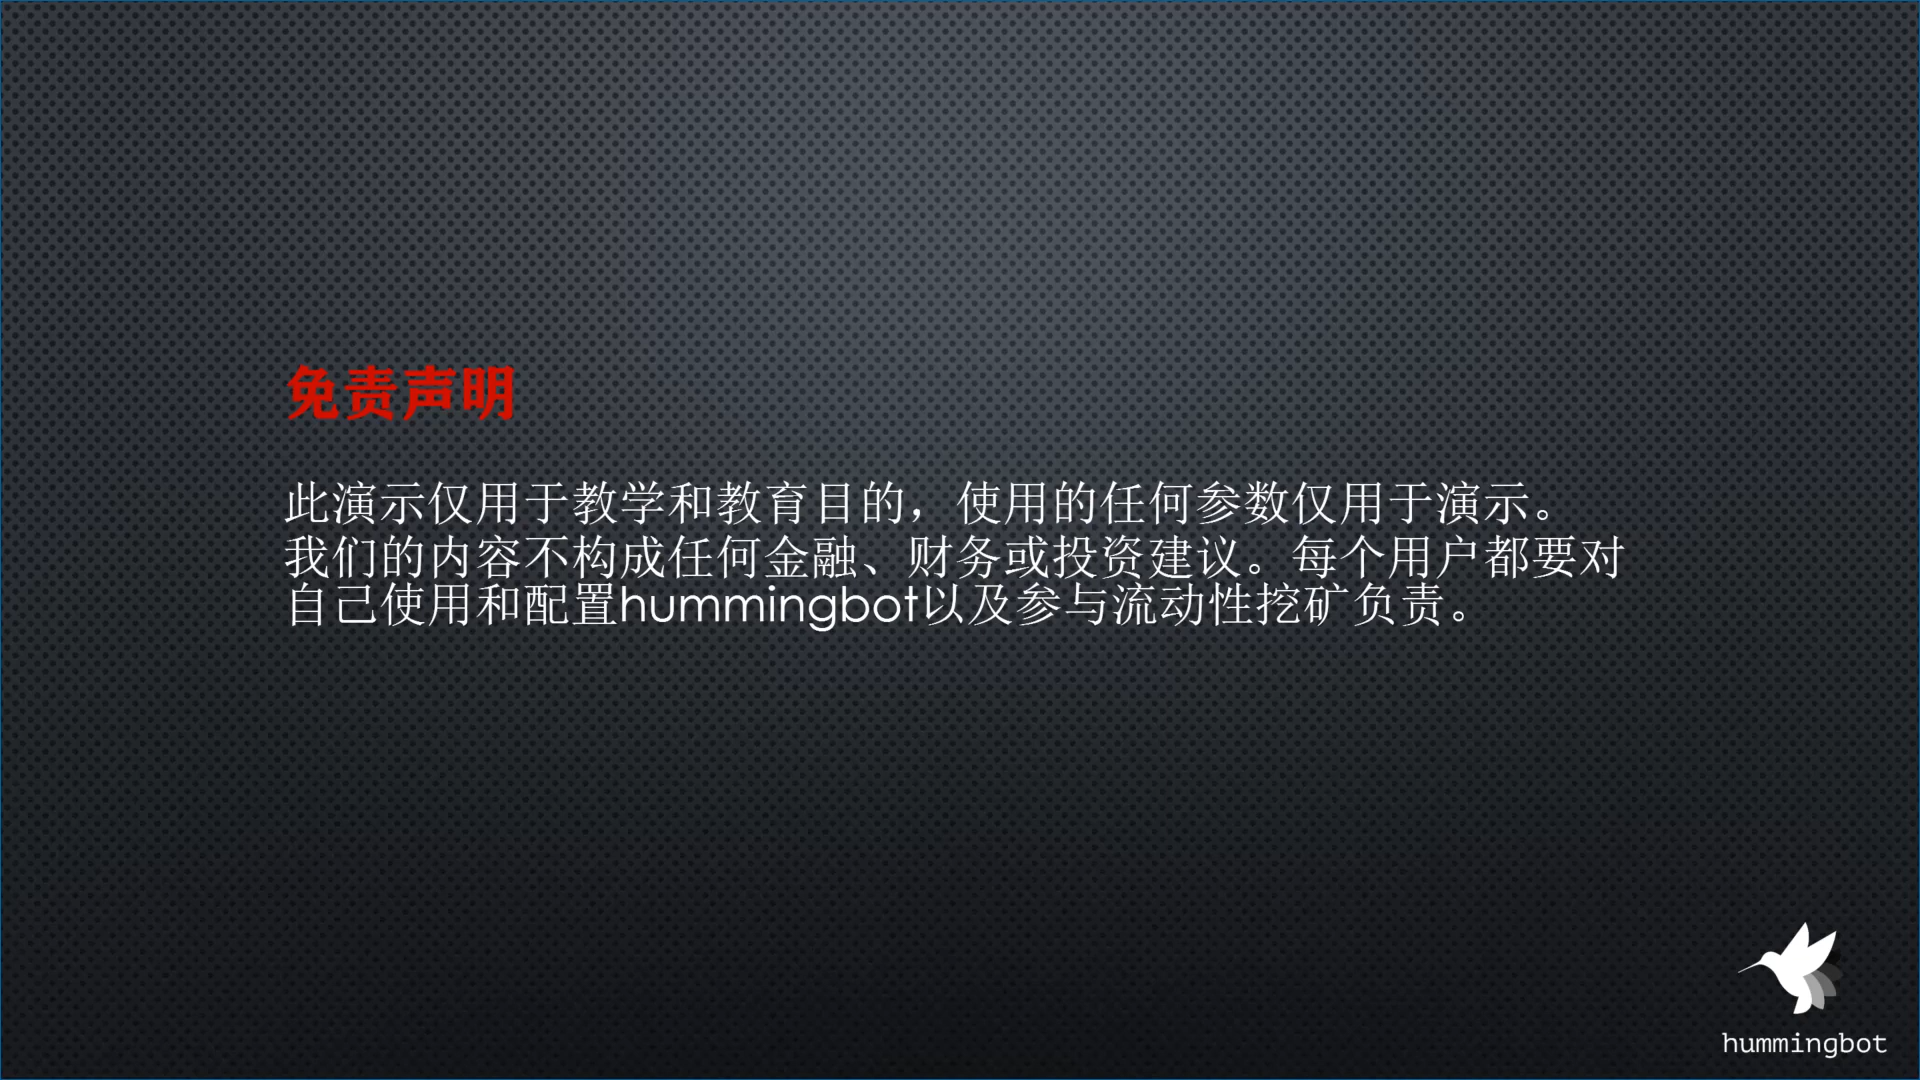 免责声明
此演示仅用于教学和教育目的，使用的任何参数仅用于演示。
我们的内容不构成任何金融、财务或投资建议。每个用户都要对
自己使用和配置hummingbot以及参与流动性挖矿负责。
hummingbot